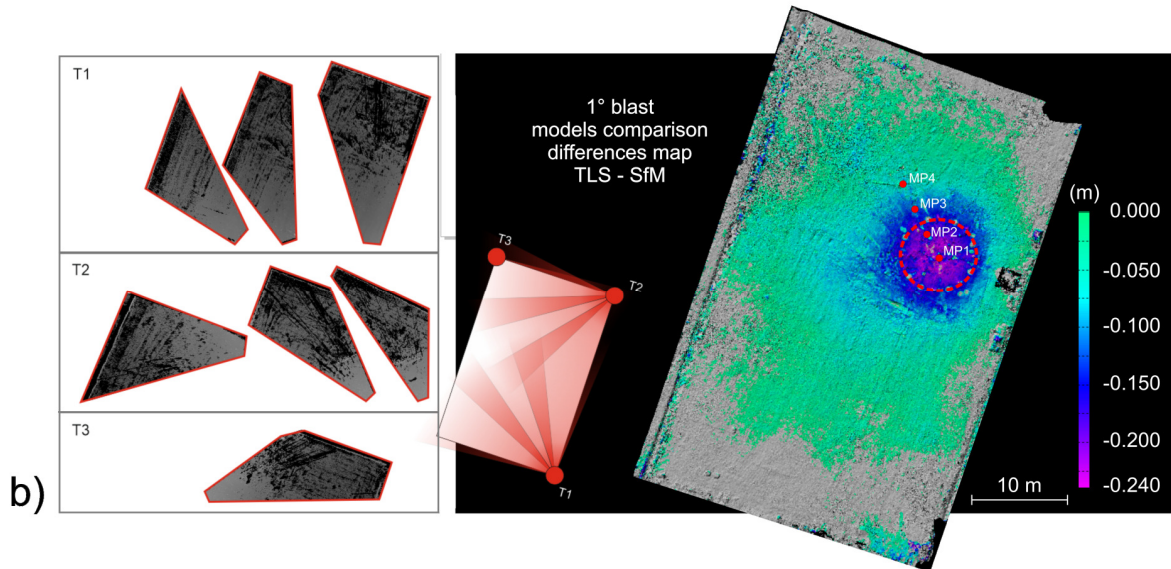 T1
T2
T3
b)
1° blast
models comparison
differences map
TLS - SfM
T3
T2
T1
MP4
MP3
MP2
MP1
(m)
0.000
-0.050
-0.100
-0.150
-0.200
-0.240
10 m